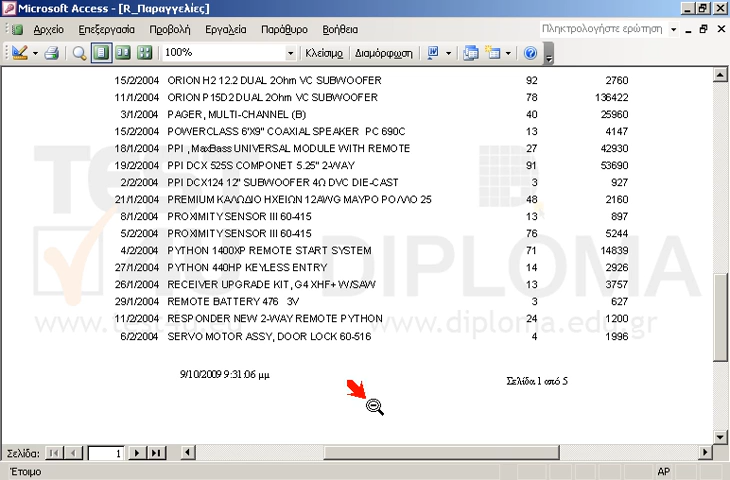 Microsoft Access - [R_Παραγγελίες]
Αρχείο Επεξεργασία Προβολή Εργαλεία Παράθυρο Βοήθεια Πληκτρολογήστε ερώτηση
100% Κλείσιμο Διαμόρφωση
15/2/2004 ORION H2 12.2 DUAL 2Ohm VC SUBWOOFER 92 2760
11/1/2004 ORION P15D2 DUAL 2Ohm VC SUBWOOFER 78 136422
3/1/2004 PAGER, MULTI-CHANNEL (B) 40 25960
15/2/2004 POWERCLASS 6'X9" COAXIAL SPEAKER PC 690C 13 4147
18/1/2004 PPI , MaxBass UNIVERSAL MODULE WITH REMOTE 27 42930
19/2/2004 PPI DCX 525S COMPONET 5.25" 2-WAY 91 53690
2/2/2004 PPI DCX124 12" SUBWOOFER 4Ω DVC DIE-CAST 3 927
21/1/2004 PREMIUM ΚΑΛΩΔΙΟ ΗΧΕΙΩΝ 12AWG ΜΑΥΡΟ ΡΟΛΛΟ 25 48 2160
8/1/2004 PROXIMITY SENSOR III 60-415 13 897
5/2/2004 PROXIMITY SENSOR III 60-415 76 5244
4/2/2004 PYTHON 1400XP REMOTE START SYSTEM 71 14839
27/1/2004 PYTHON 440HP KEYLESS ENTRY 14 2926
26/1/2004 RECEIVER UPGRADE KIT, G4 XHF+ W/SAW 13 3757
29/1/2004 REMOTE BATTERY 476 3V 3 627
11/2/2004 RESPONDER NEW 2-WAY REMOTE PYTHON 24 1200
6/2/2004 SERVO MOTOR ASSY, DOOR LOCK 60-516 4 1996
9/10/2009 9:31:06 μμ Σελίδα 1 από 5
TEST DIPLOMA
www.test4u.eu www.diploma.edu.gr
Σελίδα: 1
Έτοιμο AP